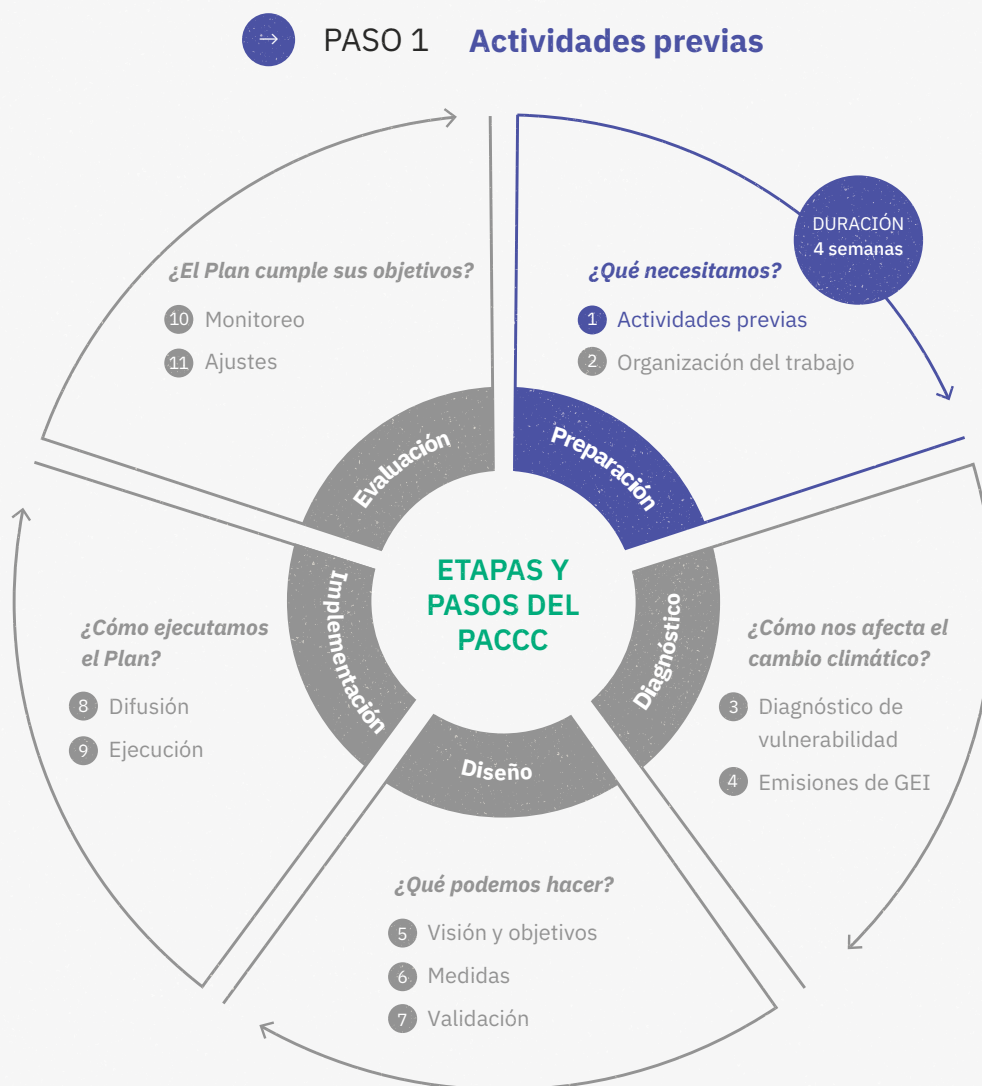 PASO 1 Actividades previas
DURACIÓN
4 semanas
¿Qué necesitamos?
1 Actividades previas
2 Organización del trabajo
Preparación
¿Cómo nos afecta el
cambio climático?
3 Diagnóstico de
vulnerabilidad
4 Emisiones de GEI
Diagnóstico
¿Qué podemos hacer?
5 Visión y objetivos
6 Medidas
7 Validación
Diseño
¿Cómo ejecutamos
el Plan?
8 Difusión
9 Ejecución
Implementación
¿El Plan cumple sus objetivos?
10 Monitoreo
11 Ajustes
Evaluación
ETAPAS Y
PASOS DEL
PACCC